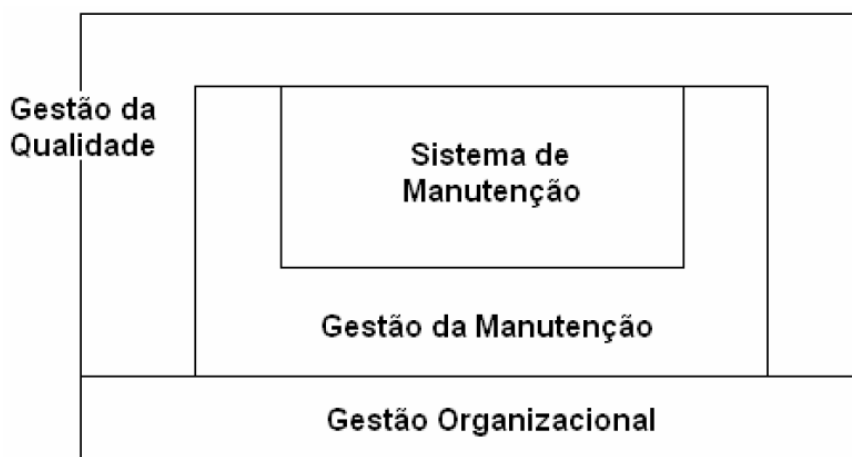 Gestão da
Qualidade
Sistema de
Manutenção
Gestão da Manutenção
Gestão Organizacional